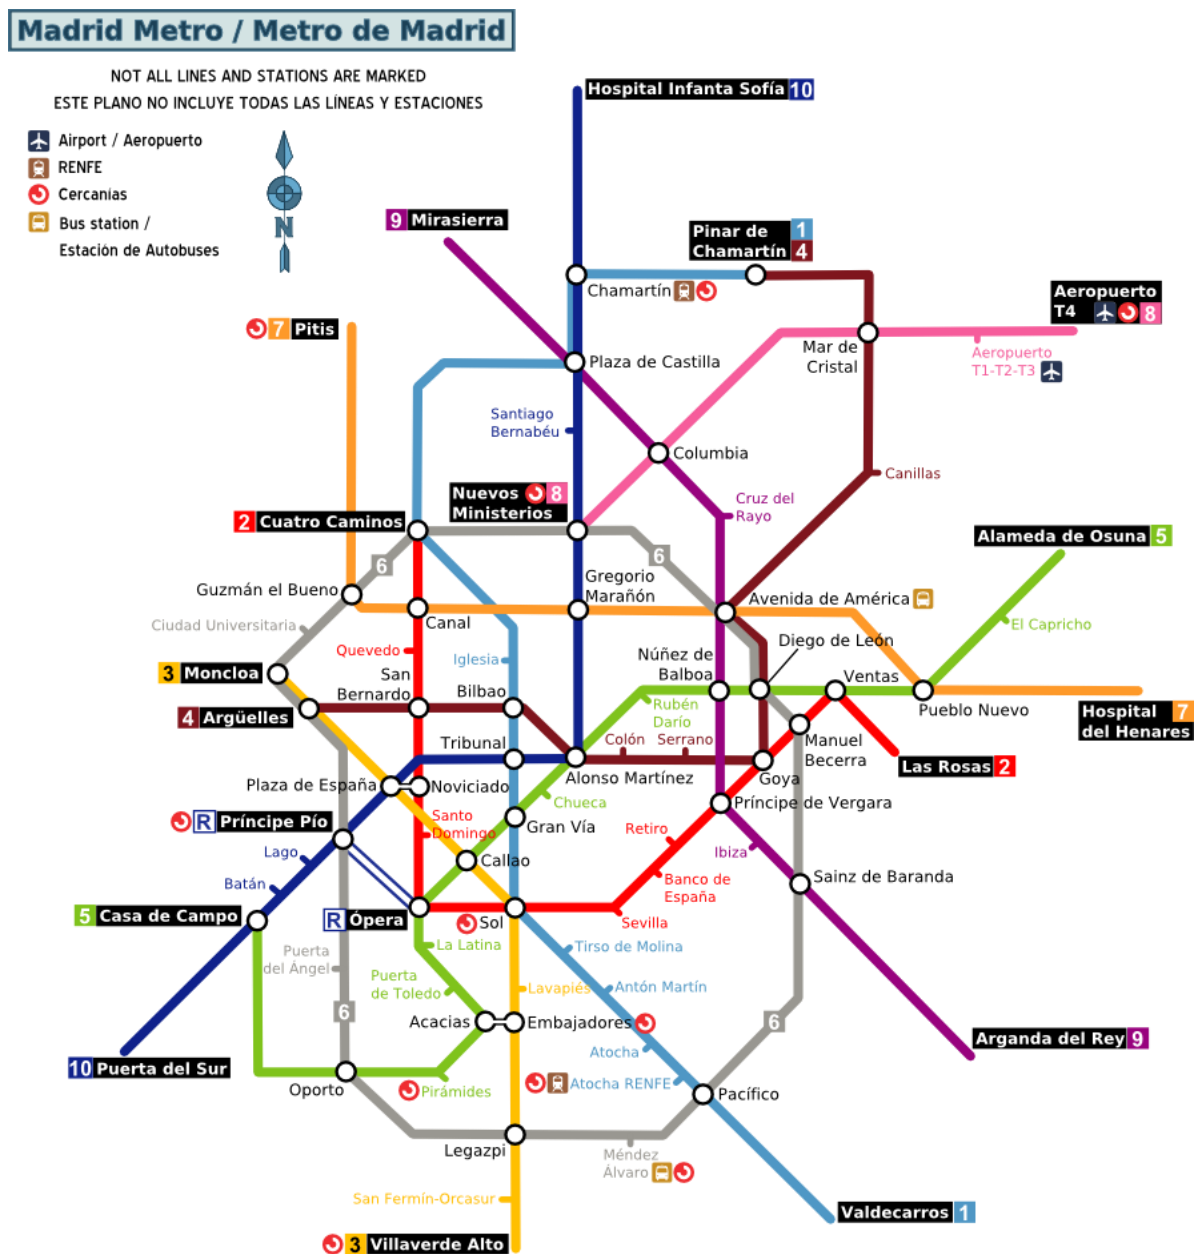 Madrid Metro / Metro de Madrid
NOT ALL LINES AND STATIONS ARE MARKED
ESTE PLANO NO INCLUYE TODAS LAS LÍNEAS Y ESTACIONES
Airport / Aeropuerto
RENFE
Cercanías
Bus station /
Estación de Autobuses
N
Hospital Infanta Sofía 10
9 Mirasierra
Pinar de 1
Chamartín 4
Chamartín
Aeropuerto
T4 8
7 Pitis
Mar de
Cristal
Aeropuerto
T1-T2-T3
Plaza de Castilla
Santiago
Bernabéu
Columbia
Canillas
Nuevos 8
Ministerios
Cruz del
Rayo
2 Cuatro Caminos
Alameda de Osuna 5
6
6
Guzmán el Bueno
Gregorio
Marañón
Avenida de América
Canal
Ciudad Universitaria
El Capricho
Diego de León
Quevedo
Iglesia
Núñez de
Balboa
3 Moncloa
San
Bernardo
Bilbao
Ventas
Rubén
Darío
Pueblo Nuevo
Hospital 7
del Henares
4 Argüelles
Tribunal
Colón
Serrano
Manuel
Becerra
Las Rosas 2
Alonso Martínez
Goya
Plaza de España
Noviciado
Chueca
Príncipe de Vergara
R Príncipe Pío
Santo
Domingo
Gran Vía
Retiro
Lago
Callao
Ibiza
Batán
Banco de
España
Sainz de Baranda
5 Casa de Campo
R Ópera
Sol
Sevilla
La Latina
Tirso de Molina
Puerta
del Ángel
Puerta
de Toledo
Lavapiés
Antón Martín
6
Acacias
Embajadores
6
Arganda del Rey 9
Atocha
10 Puerta del Sur
Oporto
Pirámides
Atocha RENFE
Pacífico
Legazpi
Méndez
Álvaro
San Fermín-Orcasur
Valdecarros 1
3 Villaverde Alto